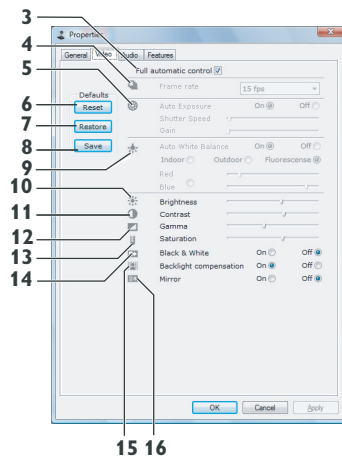 3
4
5
6
7
8
9
10
11
12
13
14
15 16
Properties
General Video Audio Features
Full automatic control
Defaults
Reset
Restore
Save
Frame rate 15 fps
Auto Exposure On Off
Shutter Speed
Gain
Auto White Balance On Off
Indoor Outdoor Fluorescense
Red
Blue
Brightness
Contrast
Gamma
Saturation
Black & White On Off
Backlight compensation On Off
Mirror On Off
OK Cancel Apply